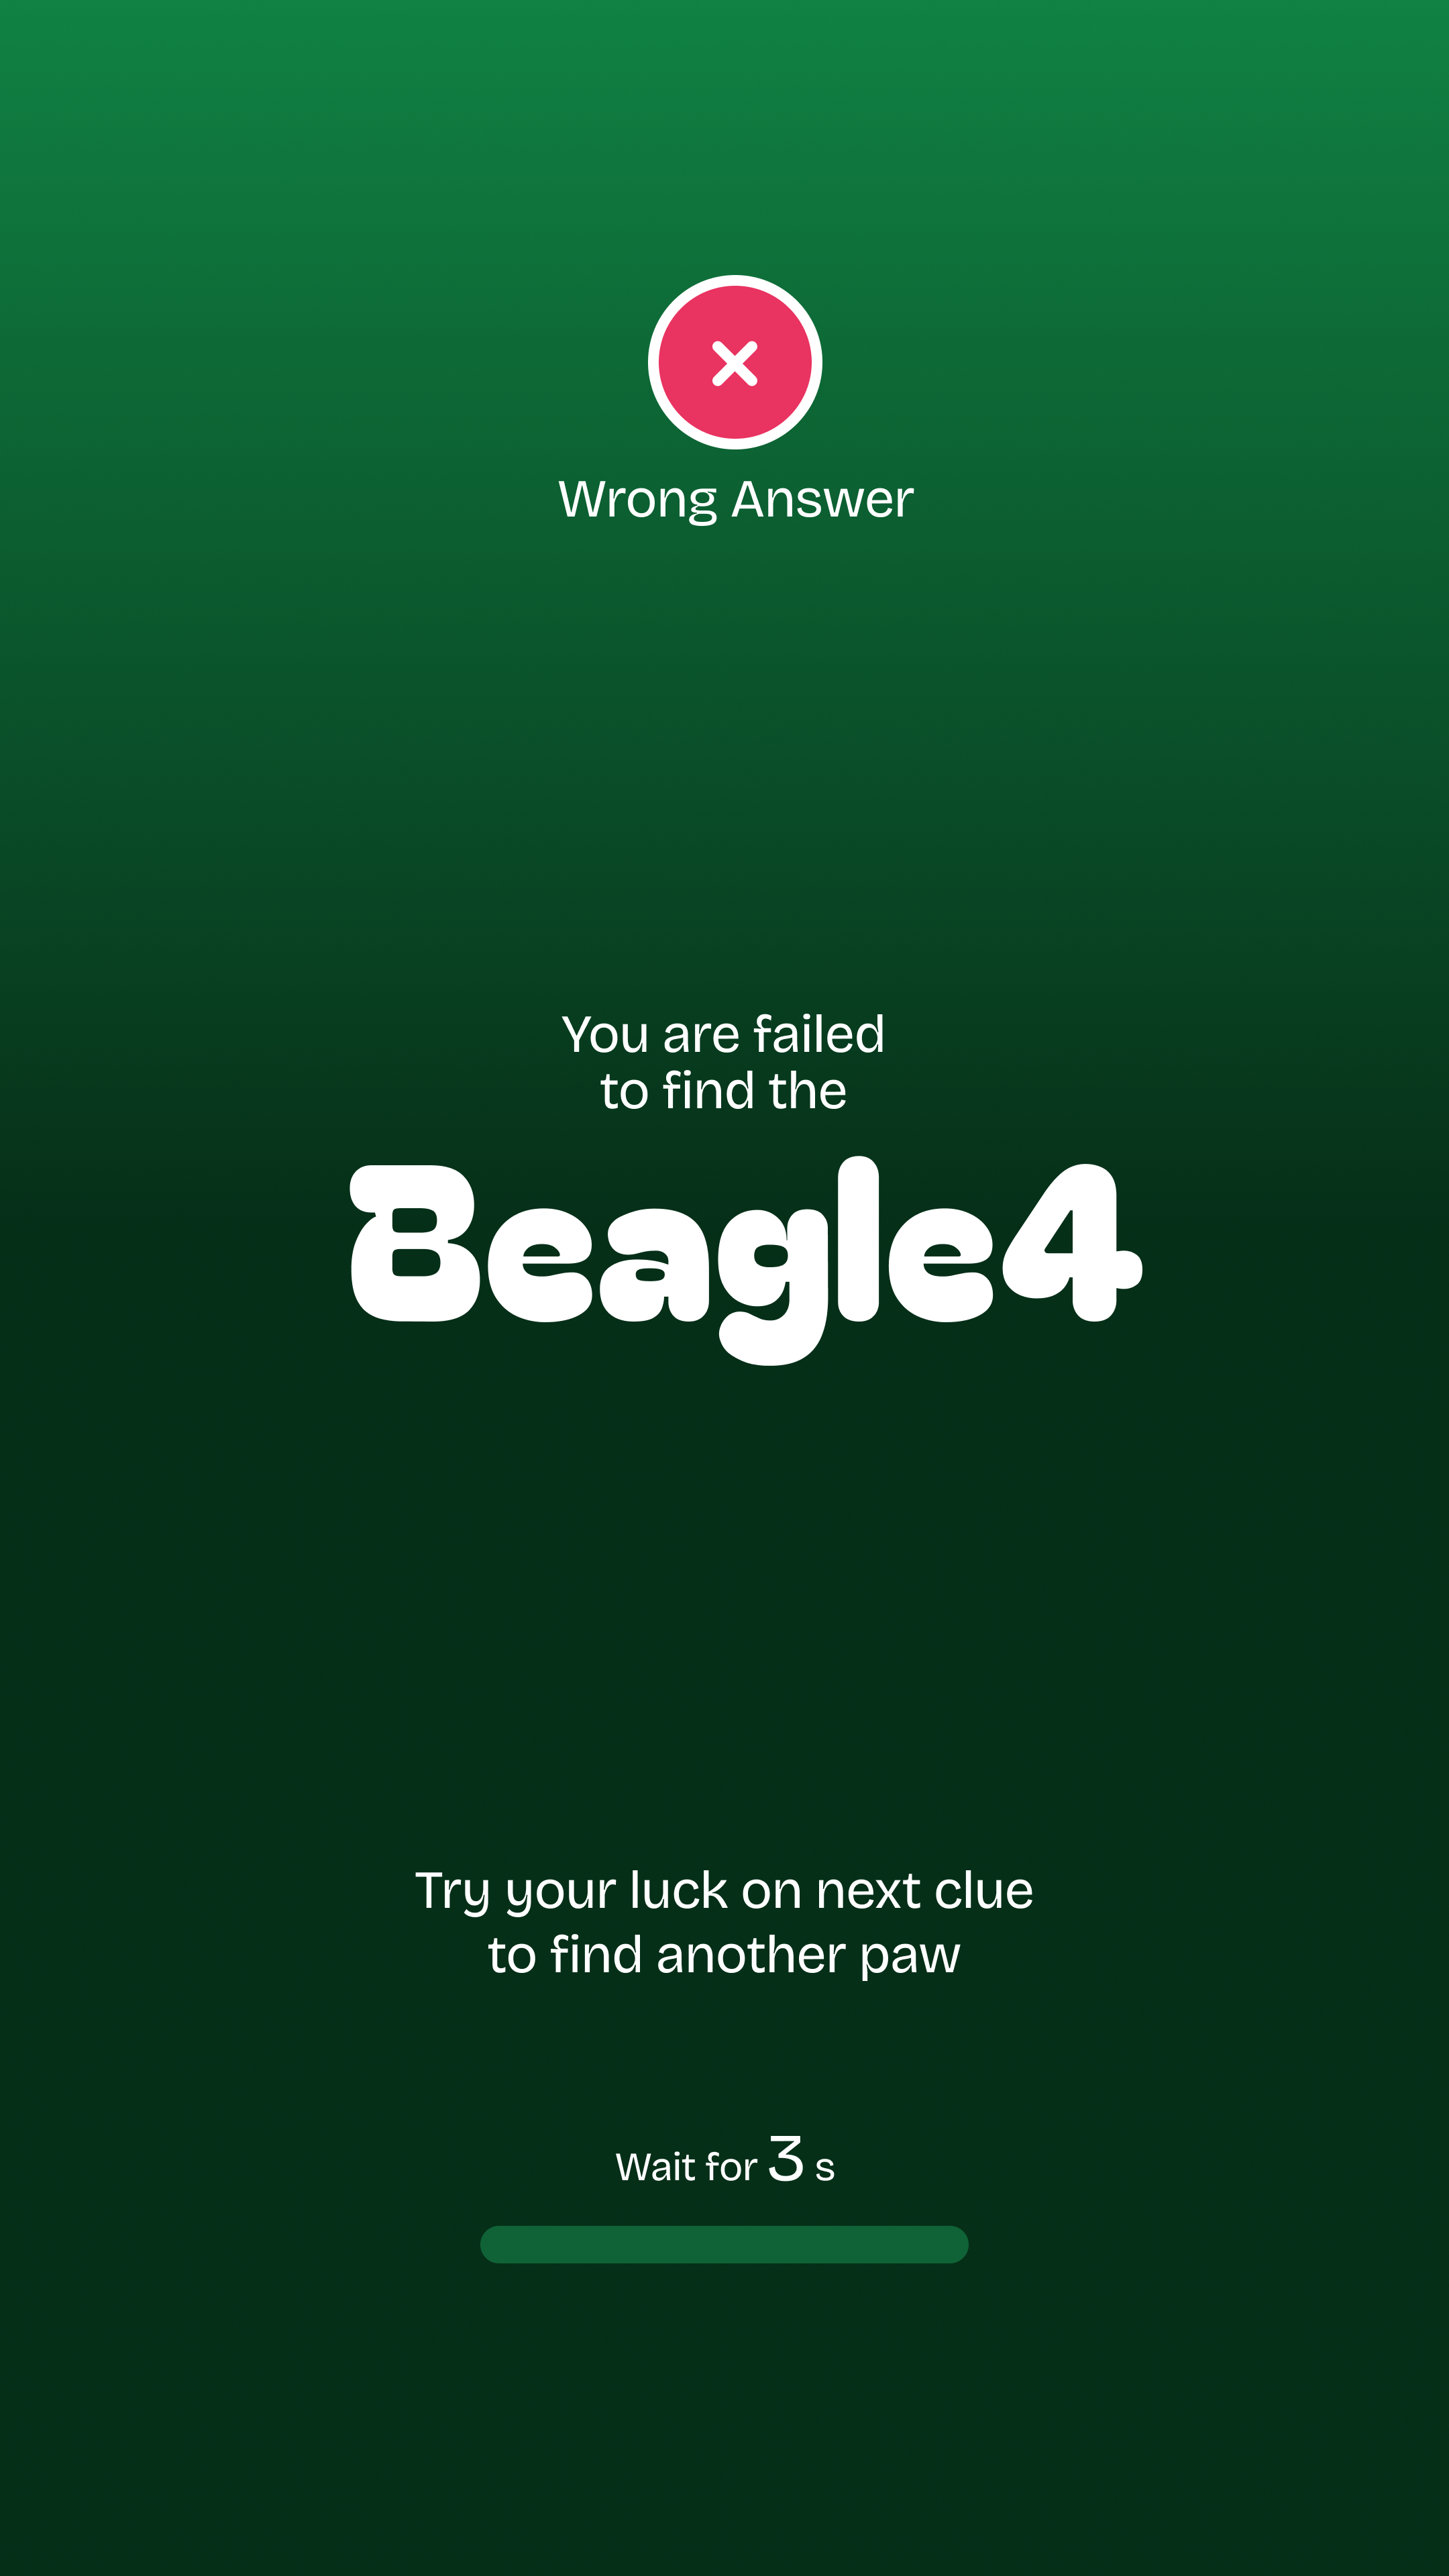 Wrong Answer
You are failed
to find the
Beagle4
Try your luck on next clue
to find another paw
Wait for 3 s